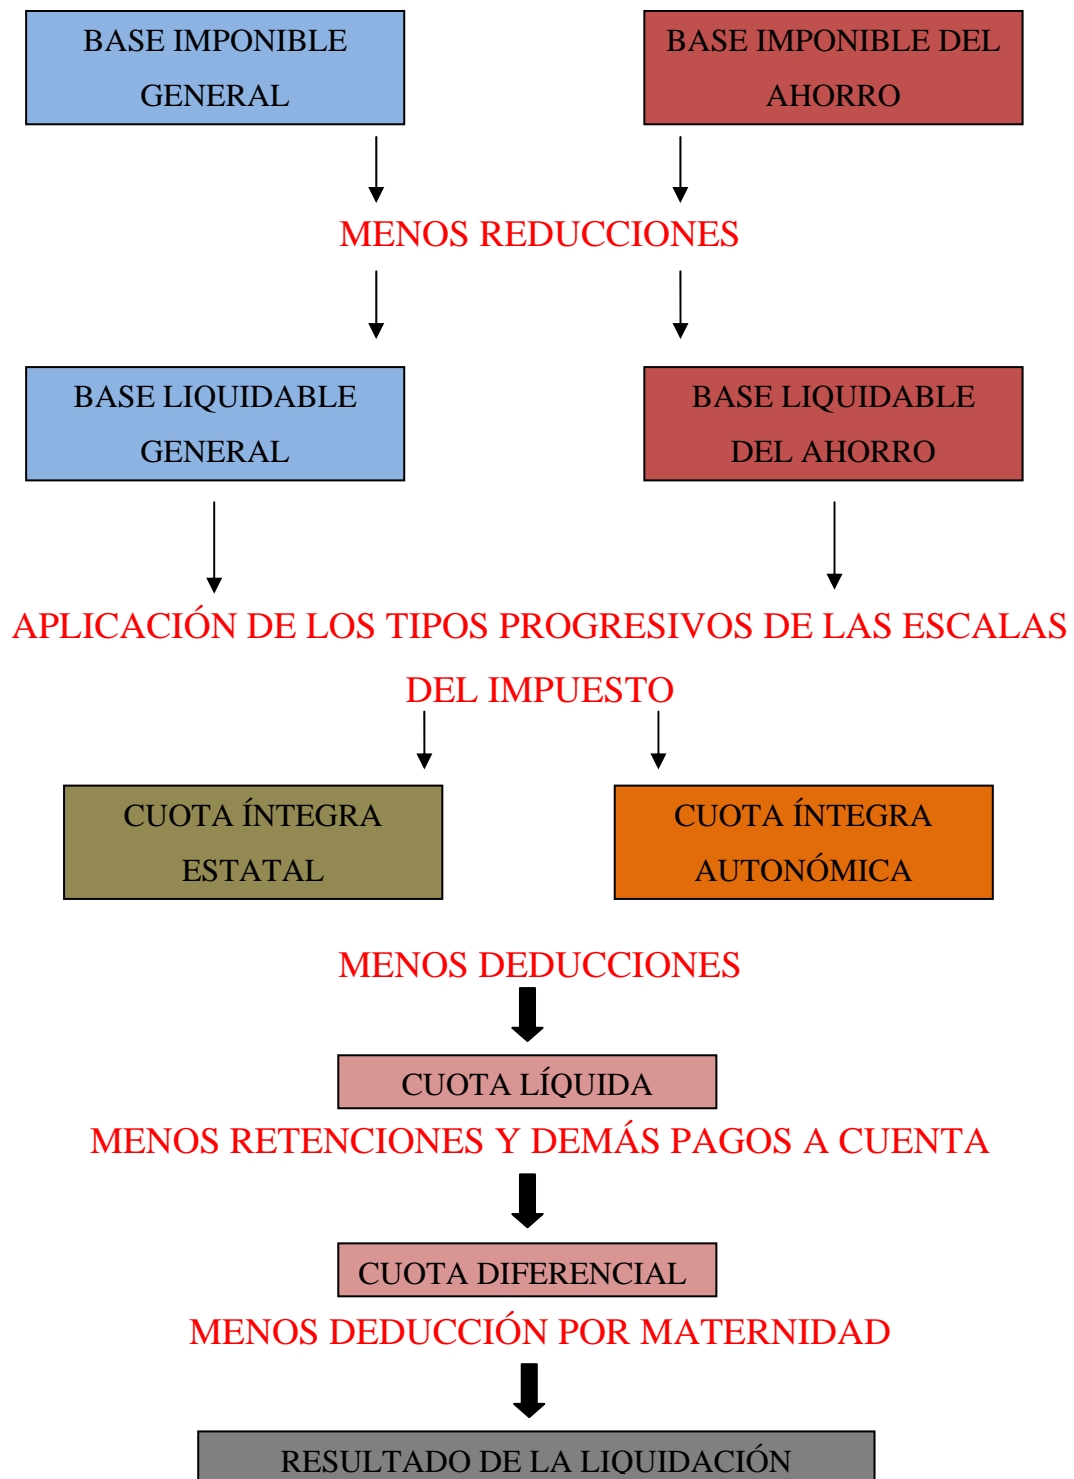 BASE IMPONIBLE
GENERAL
BASE IMPONIBLE DEL
AHORRO
MENOS REDUCCIONES
BASE LIQUIDABLE
GENERAL
BASE LIQUIDABLE
DEL AHORRO
APLICACIÓN DE LOS TIPOS PROGRESIVOS DE LAS ESCALAS
DEL IMPUESTO
CUOTA ÍNTEGRA
ESTATAL
CUOTA ÍNTEGRA
AUTONÓMICA
MENOS DEDUCCIONES
CUOTA LÍQUIDA
MENOS RETENCIONES Y DEMÁS PAGOS A CUENTA
CUOTA DIFERENCIAL
MENOS DEDUCCIÓN POR MATERNIDAD
RESULTADO DE LA LIQUIDACIÓN